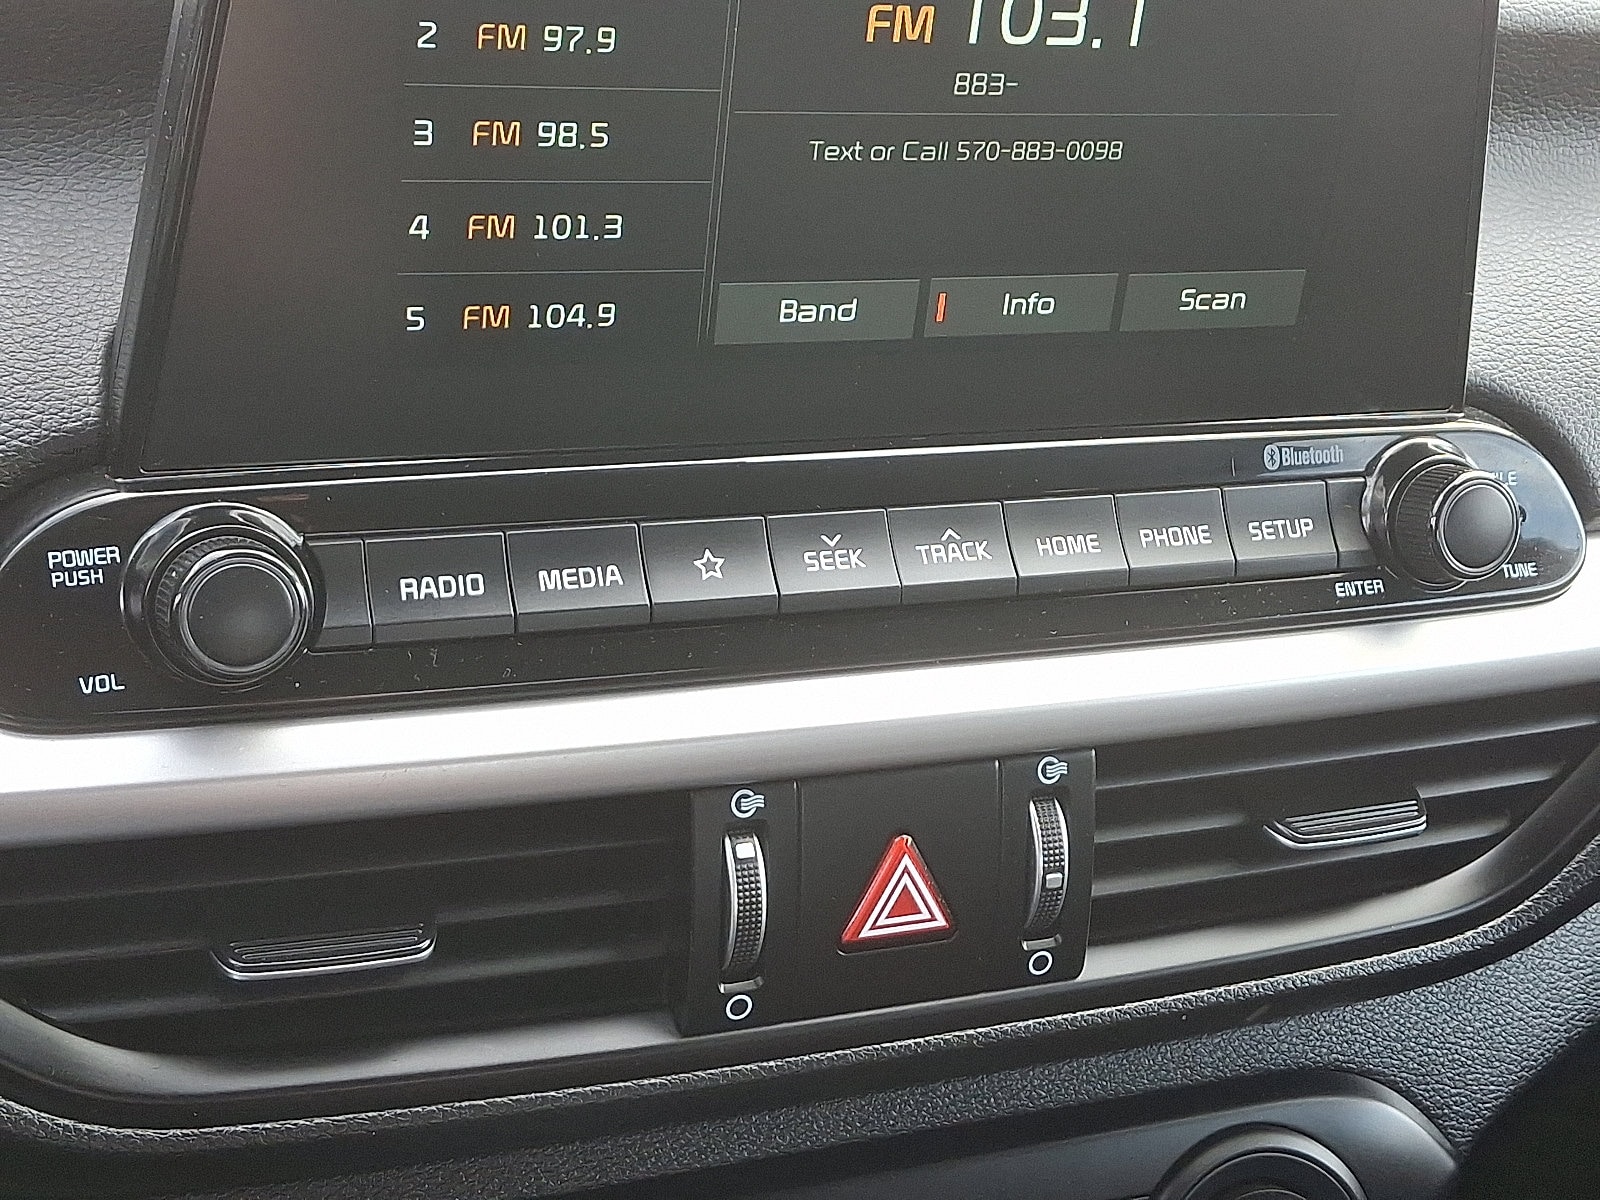 2 FM 97.9
3 FM 98.5
4 FM 101.3
5 FM 104.9
FM 103.1
883-
Text or Call 570-883-0098
Band Info Scan
Bluetooth
POWER
PUSH
VOL
RADIO MEDIA SEEK TRACK HOME PHONE SETUP
ENTER
TUNE